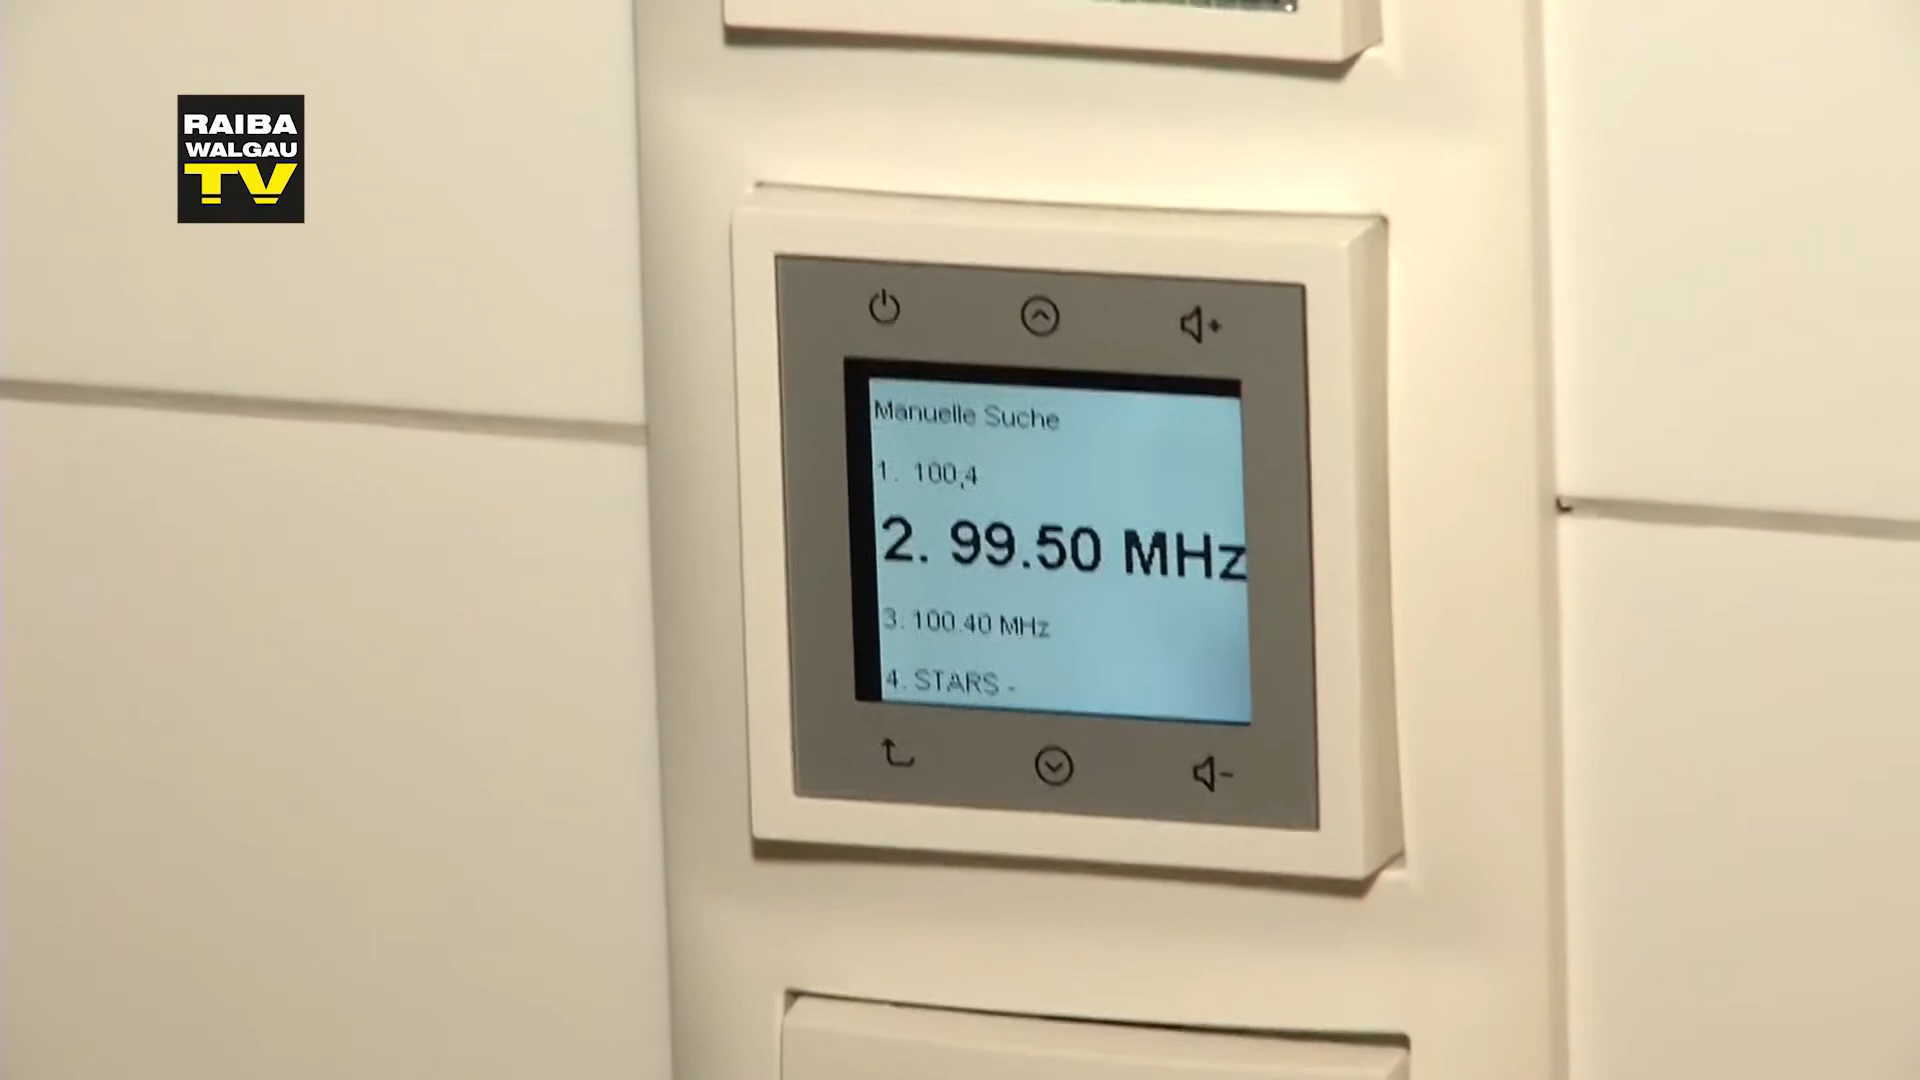 RAIBA
WALGAU
TV
Manuelle Suche
1. 100,4
2. 99.50 MHz
3. 100.40 MHz
4. STARS -